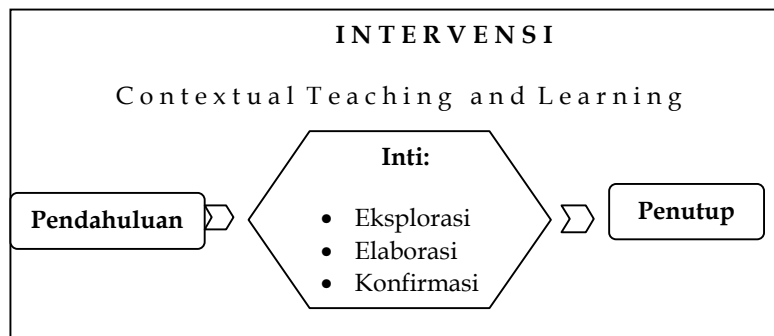 INTERVENSI
Contextual Teaching and Learning
Inti:
Pendahuluan
• Eksplorasi
• Elaborasi
• Konfirmasi
Penutup